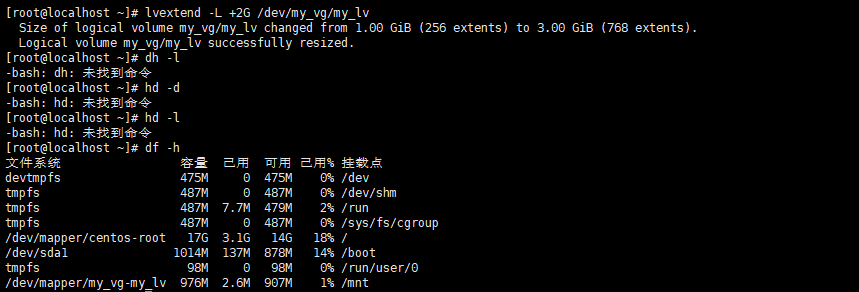 [root@localhost ~]# lvextend -L +2G /dev/my_vg/my_lv
  Size of logical volume my_vg/my_lv changed from 1.00 GiB (256 extents) to 3.00 GiB (768 extents).
  Logical volume my_vg/my_lv successfully resized.
[root@localhost ~]# dh -l
-bash: dh: 未找到命令
[root@localhost ~]# hd -d
-bash: hd: 未找到命令
[root@localhost ~]# hd -l
-bash: hd: 未找到命令
[root@localhost ~]# df -h
文件系统                 容量  已用  可用 已用% 挂载点
devtmpfs                 475M     0  475M    0% /dev
tmpfs                    487M     0  487M    0% /dev/shm
tmpfs                    487M  7.7M  479M    2% /run
tmpfs                    487M     0  487M    0% /sys/fs/cgroup
/dev/mapper/centos-root   17G  3.1G   14G   18% /
/dev/sda1               1014M  137M  878M   14% /boot
tmpfs                     98M     0   98M    0% /run/user/0
/dev/mapper/my_vg-my_lv  976M  2.6M  907M    1% /mnt